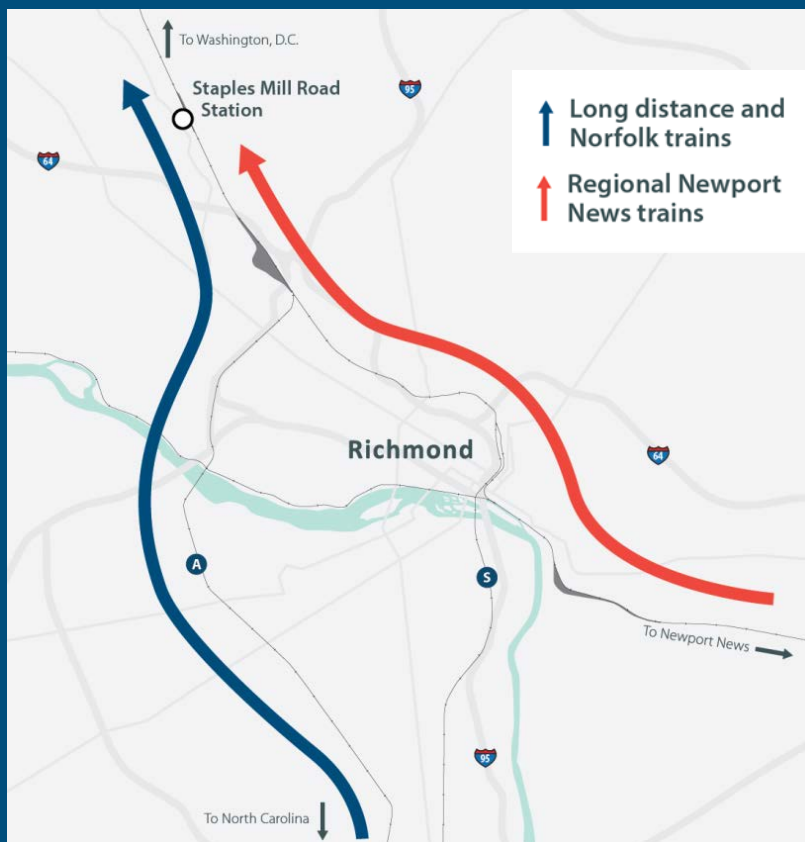 To Washington, D.C.
Staples Mill Road
Station
95
64
Long distance and
Norfolk trains
Regional Newport
News trains
Richmond
64
A
S
To Newport News
95
To North Carolina